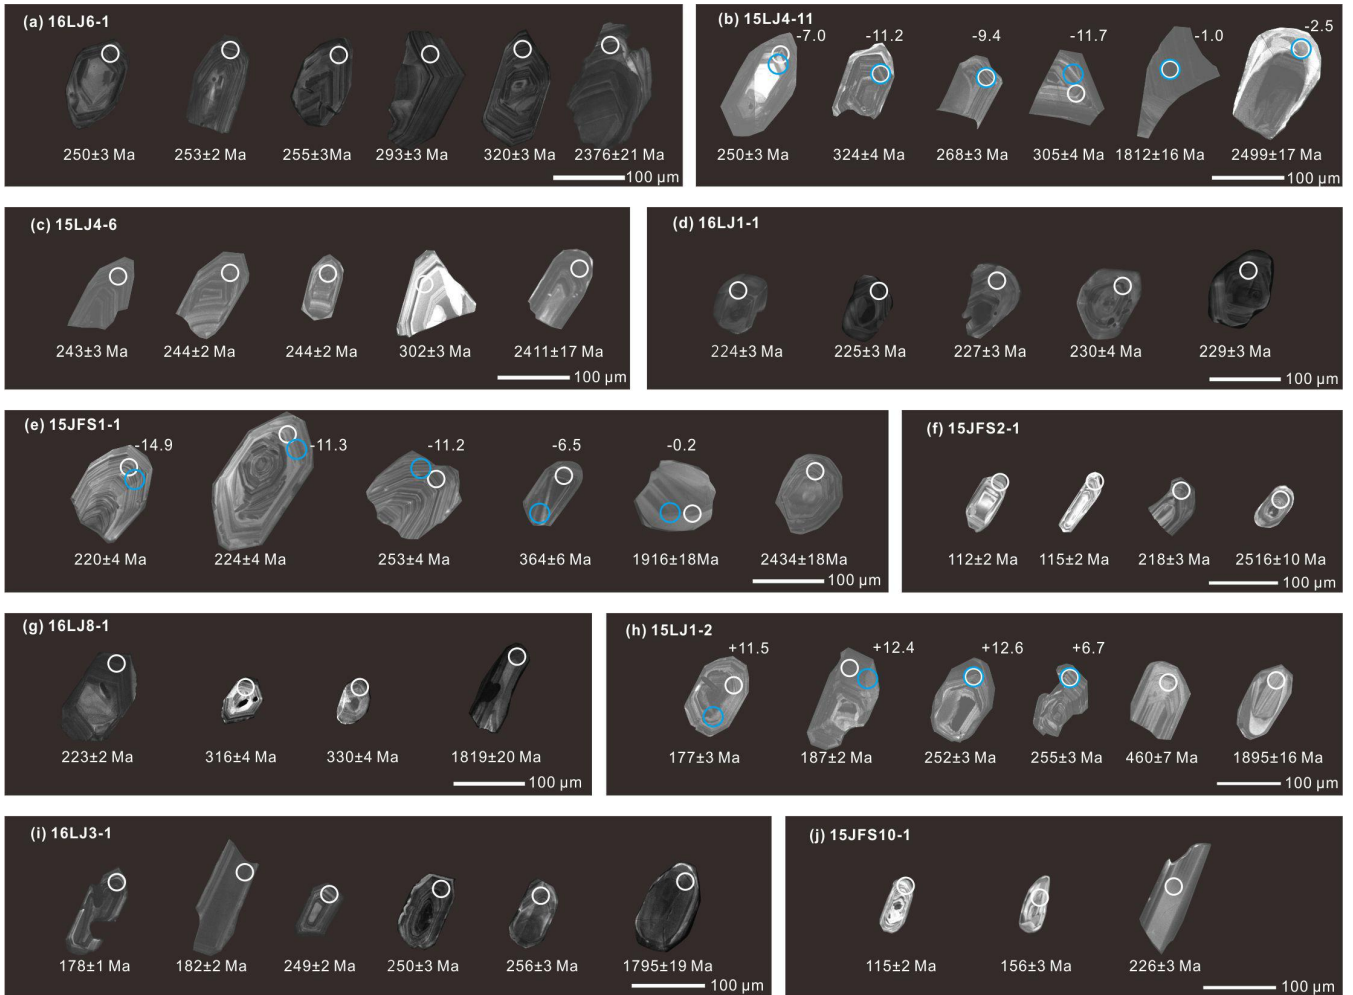 (a) 16LJ6-1
250±3 Ma 253±2 Ma 255±3Ma 293±3 Ma 320±3 Ma 2376±21 Ma
100 µm
(b) 15LJ4-11
-7.0 -11.2 -9.4 -11.7 -1.0 -2.5
250±3 Ma 324±4 Ma 268±3 Ma 305±4 Ma 1812±16 Ma 2499±17 Ma
100 µm
(c) 15LJ4-6
243±3 Ma 244±2 Ma 244±2 Ma 302±3 Ma 2411±17 Ma
100 µm
(d) 16LJ1-1
224±3 Ma 225±3 Ma 227±3 Ma 230±4 Ma 229±3 Ma
100 µm
(e) 15JFS1-1
-14.9 -11.3 -11.2 -6.5 -0.2
220±4 Ma 224±4 Ma 253±4 Ma 364±6 Ma 1916±18Ma 2434±18Ma
100 µm
(f) 15JFS2-1
112±2 Ma 115±2 Ma 218±3 Ma 2516±10 Ma
100 µm
(g) 16LJ8-1
223±2 Ma 316±4 Ma 330±4 Ma 1819±20 Ma
100 µm
(h) 15LJ1-2
+11.5 +12.4 +12.6 +6.7
177±3 Ma 187±2 Ma 252±3 Ma 255±3 Ma 460±7 Ma 1895±16 Ma
100 µm
(i) 16LJ3-1
178±1 Ma 182±2 Ma 249±2 Ma 250±3 Ma 256±3 Ma 1795±19 Ma
100 µm
(j) 15JFS10-1
115±2 Ma 156±3 Ma 226±3 Ma
100 µm